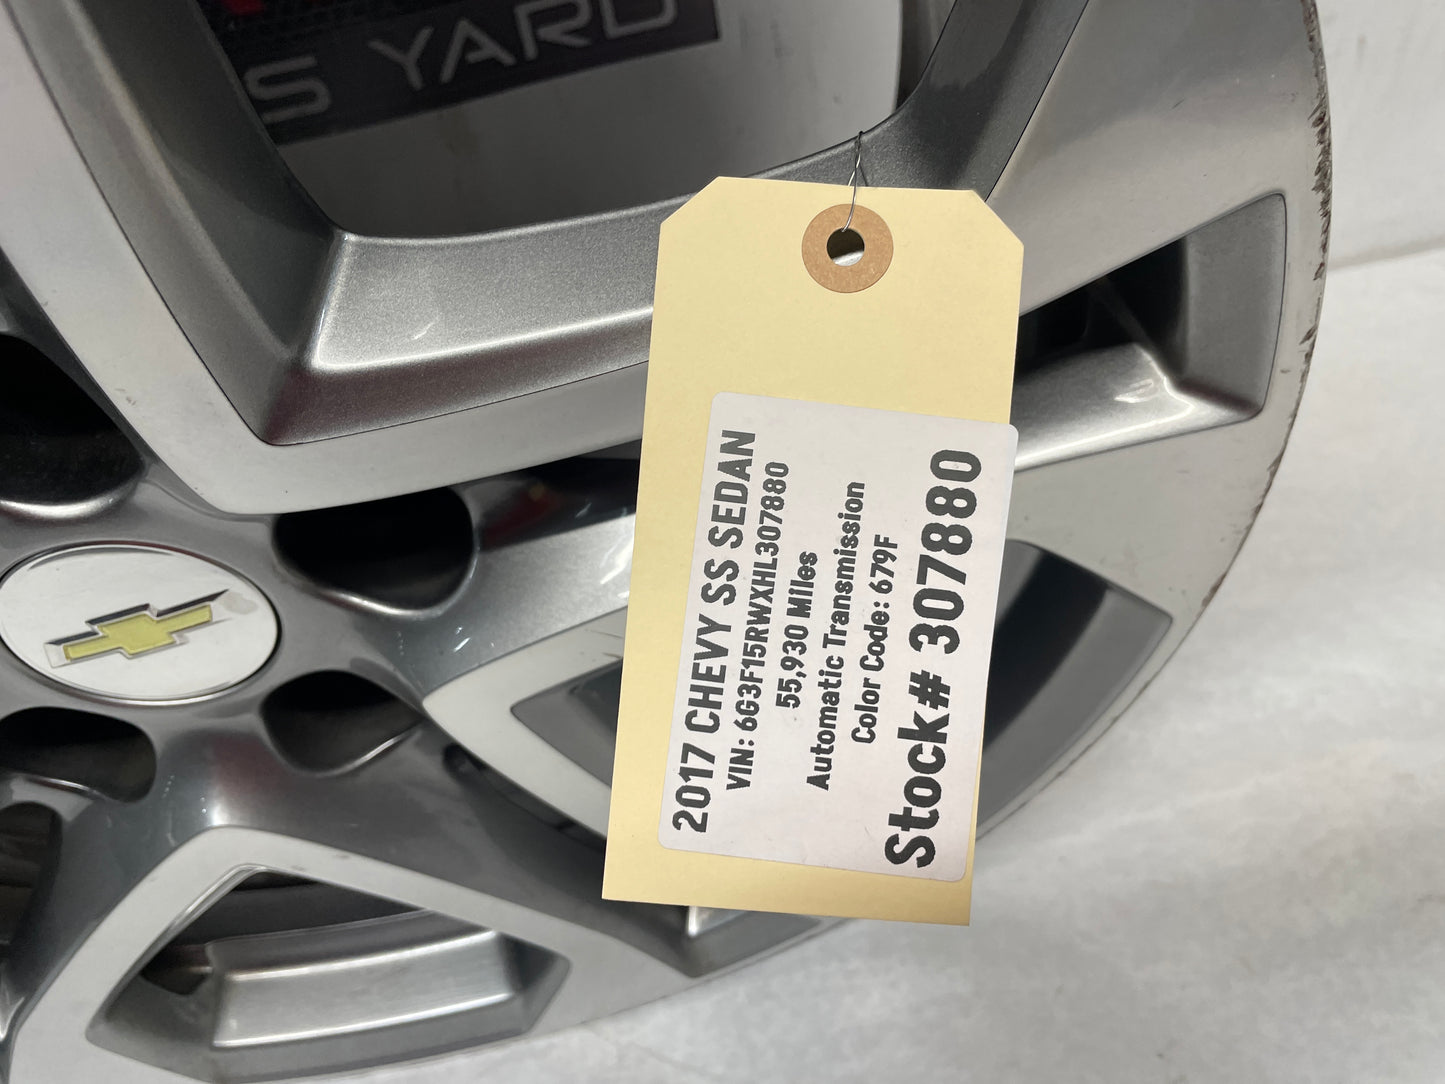 S YARD
2017 CHEVY SS SEDAN
VIN: 6G3F15RWXHL307880
55,930 Miles
Automatic Transmission
Color Code: 679F
Stock# 307880